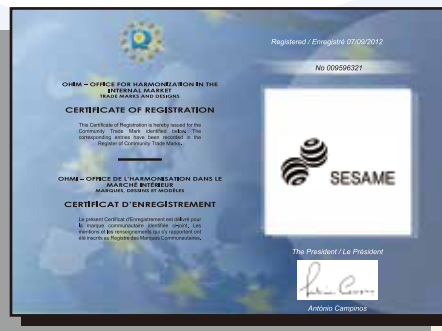 OHIM – OFFICE FOR HARMONIZATION IN THE
INTERNAL MARKET
TRADE MARKS AND DESIGNS
CERTIFICATE OF REGISTRATION
This Certificate of Registration is hereby issued for the
Community Trade Mark identified below. The
corresponding entries have been recorded in the
Register of Community Trade Marks.
OHMI – OFFICE DE L'HARMONISATION DANS LE
MARCHÉ INTÉRIEUR
MARQUES, DESSINS ET MODÈLES
CERTIFICAT D'ENREGISTREMENT
Le présent Certificat d'Enregistrement est délivré pour
la marque communautaire identifiée ci-joint. Les
mentions et les renseignements qui s'y rapportent ont
été inscrits au Registre des Marques Communautaires.
Registered / Enregistré 07/09/2012
No 009596321
SESAME
The President / Le Président
António Campinos